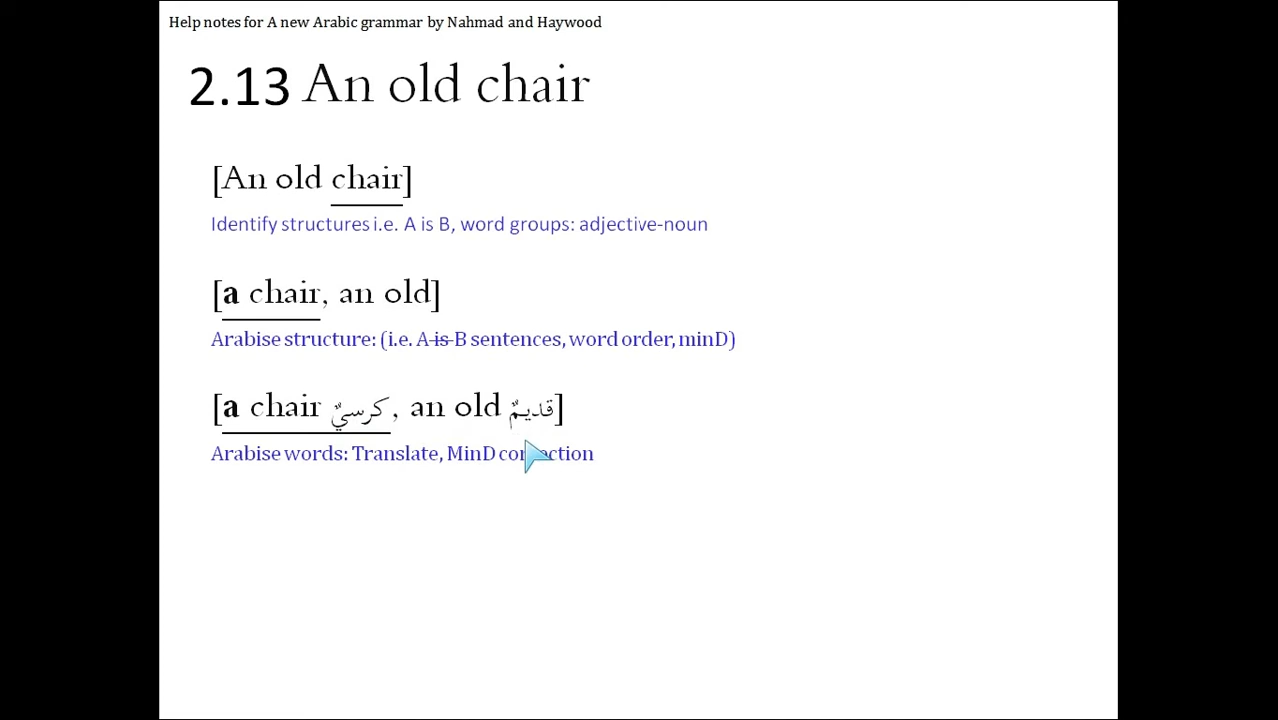 Help notes for A new Arabic grammar by Nahmad and Haywood
2.13 An old chair
[An old chair]
Identify structures i.e. A is B, word groups: adjective-noun
[a chair, an old]
Arabise structure: (i.e. A is B sentences, word order, minD)
[a chair كرسيٌّ, an old قديمٌ]
Arabise words: Translate, MinD